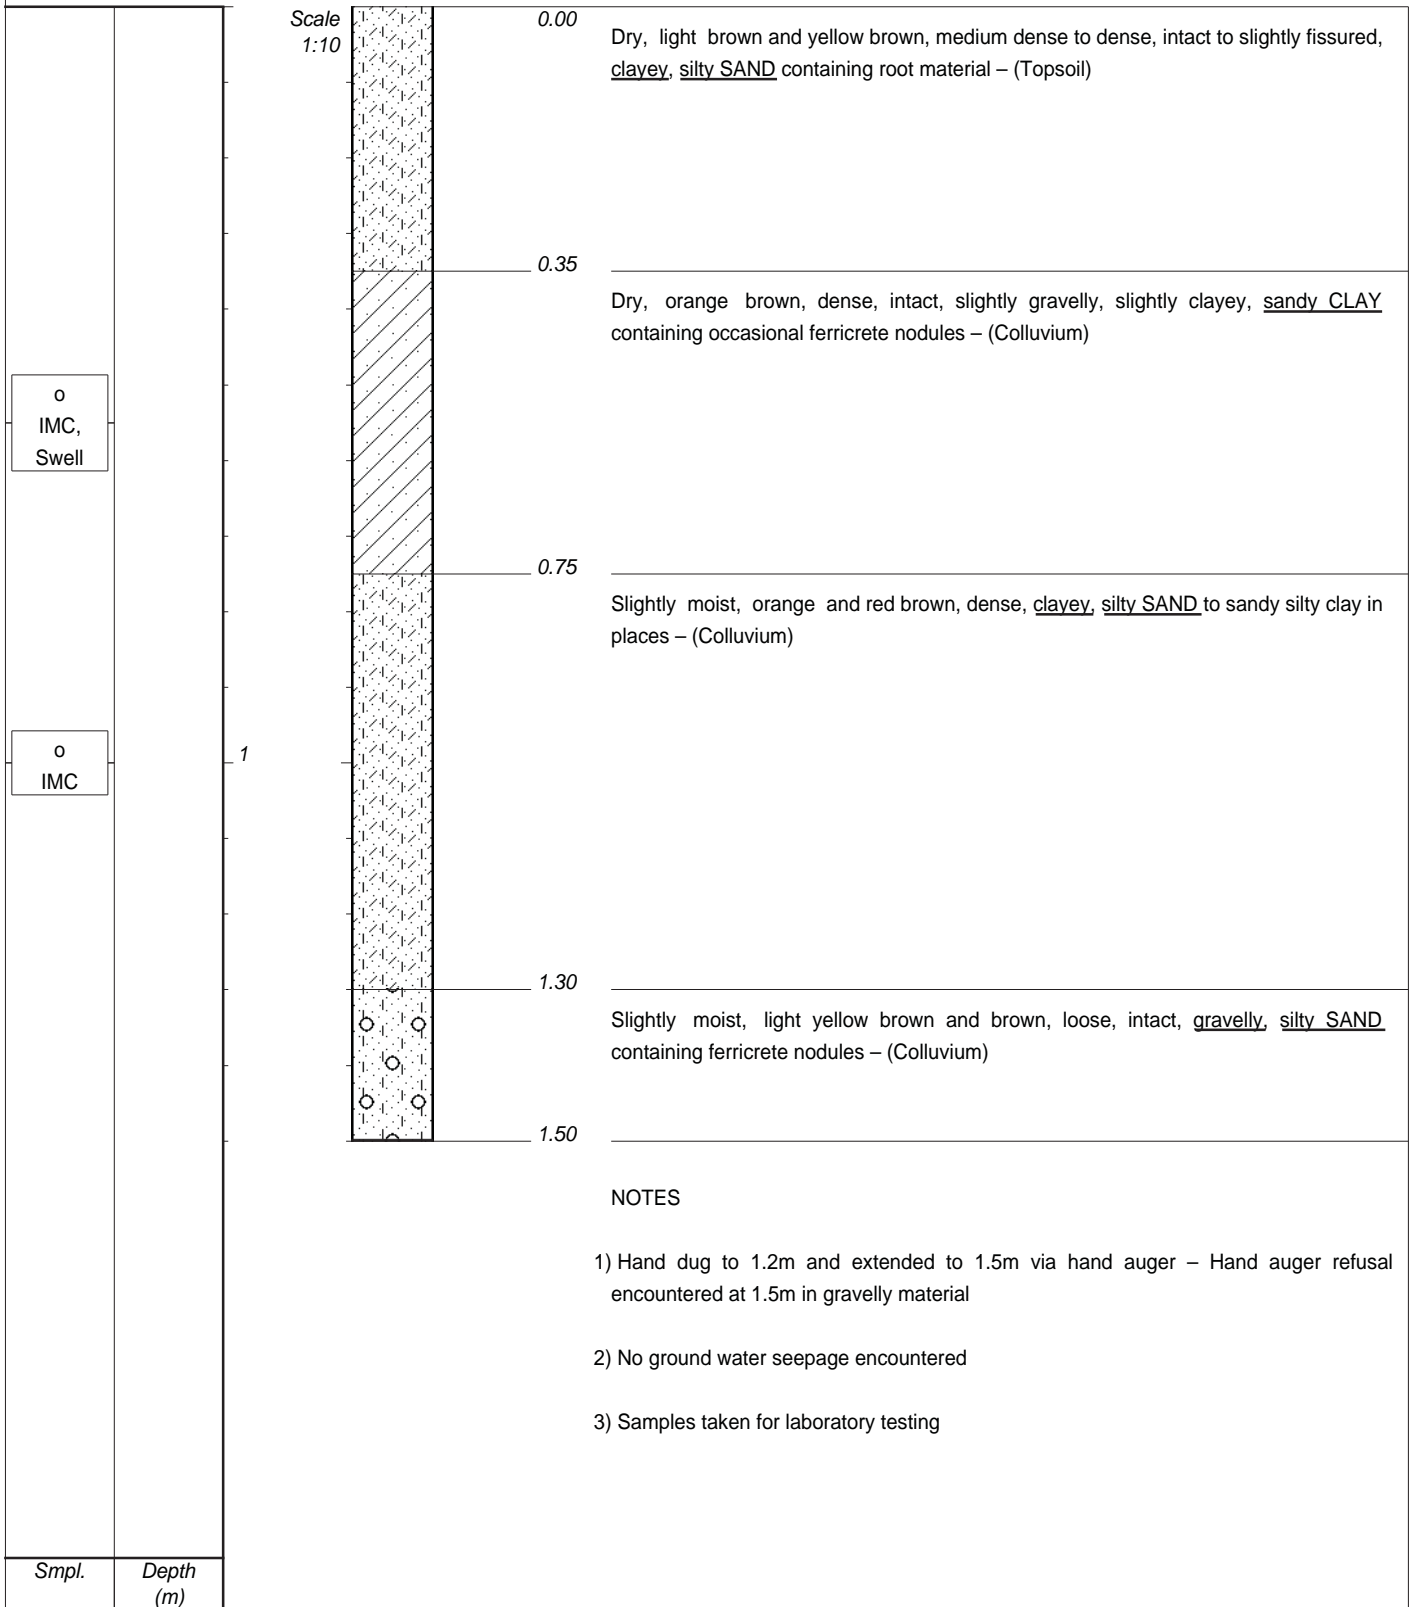 Scale
1:10
0.00
Dry, light brown and yellow brown, medium dense to dense, intact to slightly fissured,
clayey, silty SAND containing root material – (Topsoil)
0.35
Dry, orange brown, dense, intact, slightly gravelly, slightly clayey, sandy CLAY
containing occasional ferricrete nodules – (Colluvium)
o
IMC,
Swell
0.75
Slightly moist, orange and red brown, dense, clayey, silty SAND to sandy silty clay in
places – (Colluvium)
o
IMC
1
1.30
Slightly moist, light yellow brown and brown, loose, intact, gravelly, silty SAND
containing ferricrete nodules – (Colluvium)
1.50
NOTES
1) Hand dug to 1.2m and extended to 1.5m via hand auger – Hand auger refusal
encountered at 1.5m in gravelly material
2) No ground water seepage encountered
3) Samples taken for laboratory testing
Smpl.
Depth
(m)